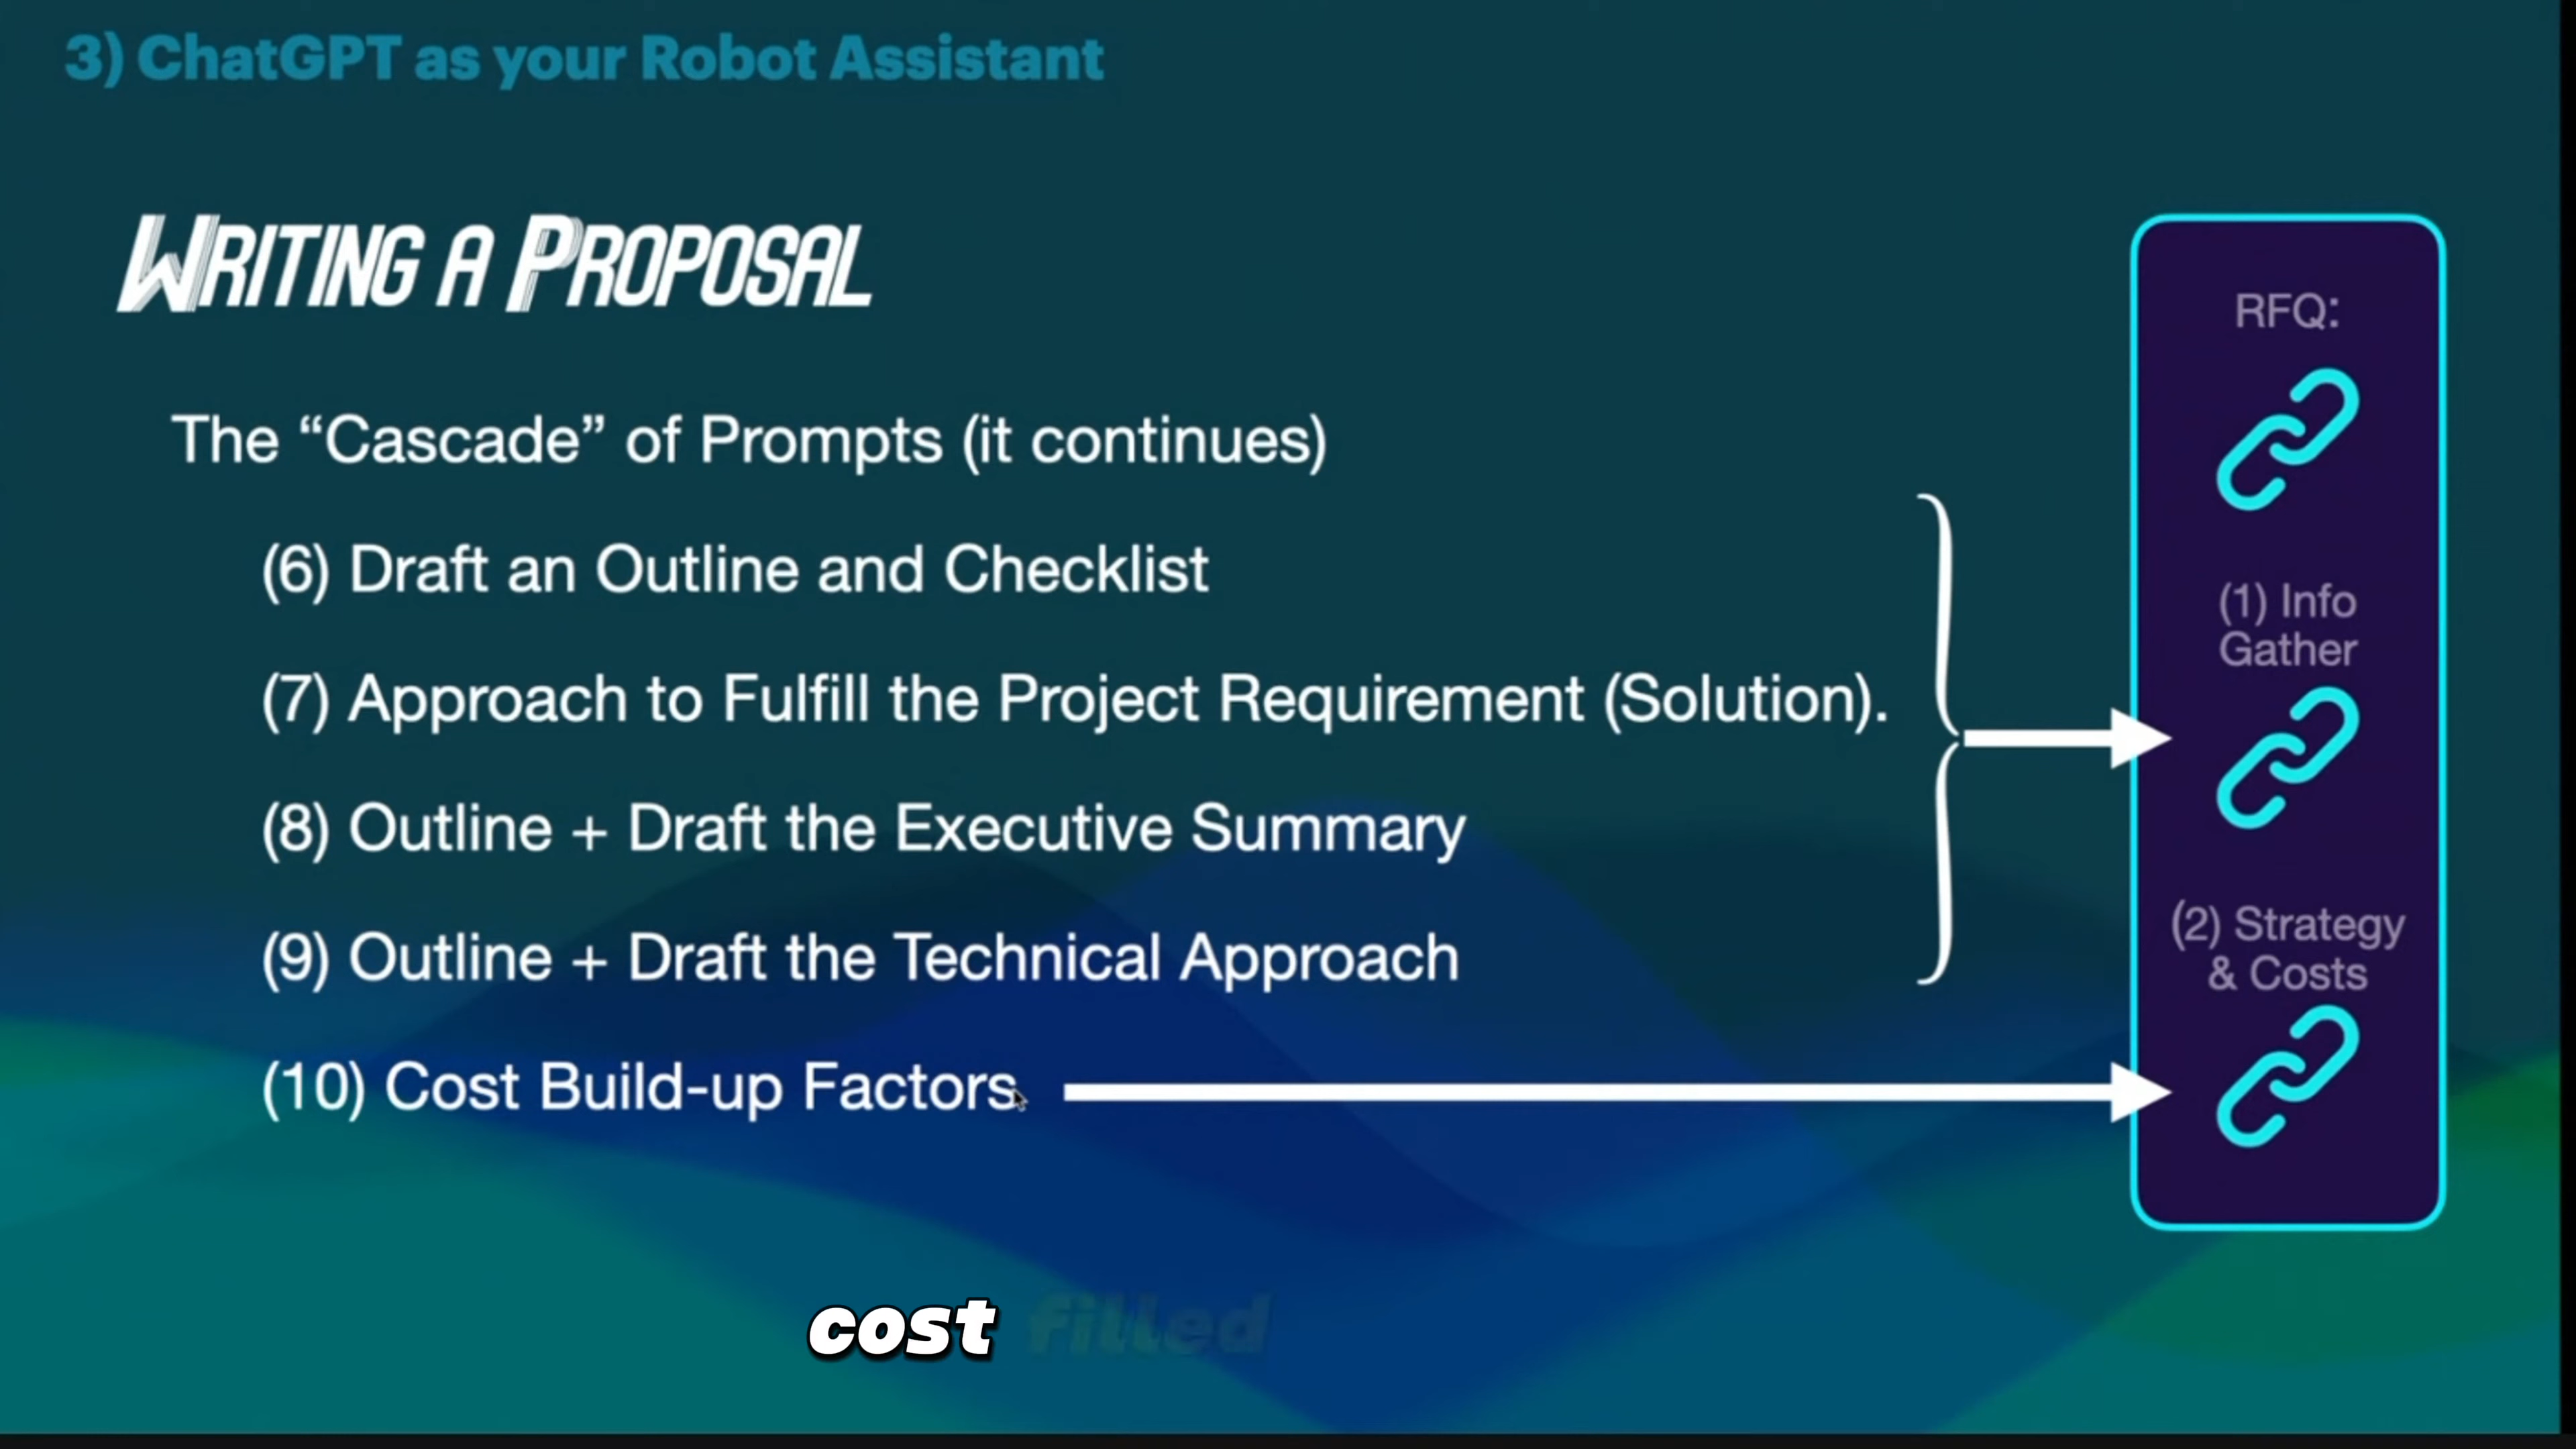 3) ChatGPT as your Robot Assistant
WRITING A PROPOSAL
The “Cascade” of Prompts (it continues)
(6) Draft an Outline and Checklist
(7) Approach to Fulfill the Project Requirement (Solution).
(8) Outline + Draft the Executive Summary
(9) Outline + Draft the Technical Approach
(10) Cost Build-up Factors
RFQ:
(1) Info
Gather
(2) Strategy
& Costs
cost filled